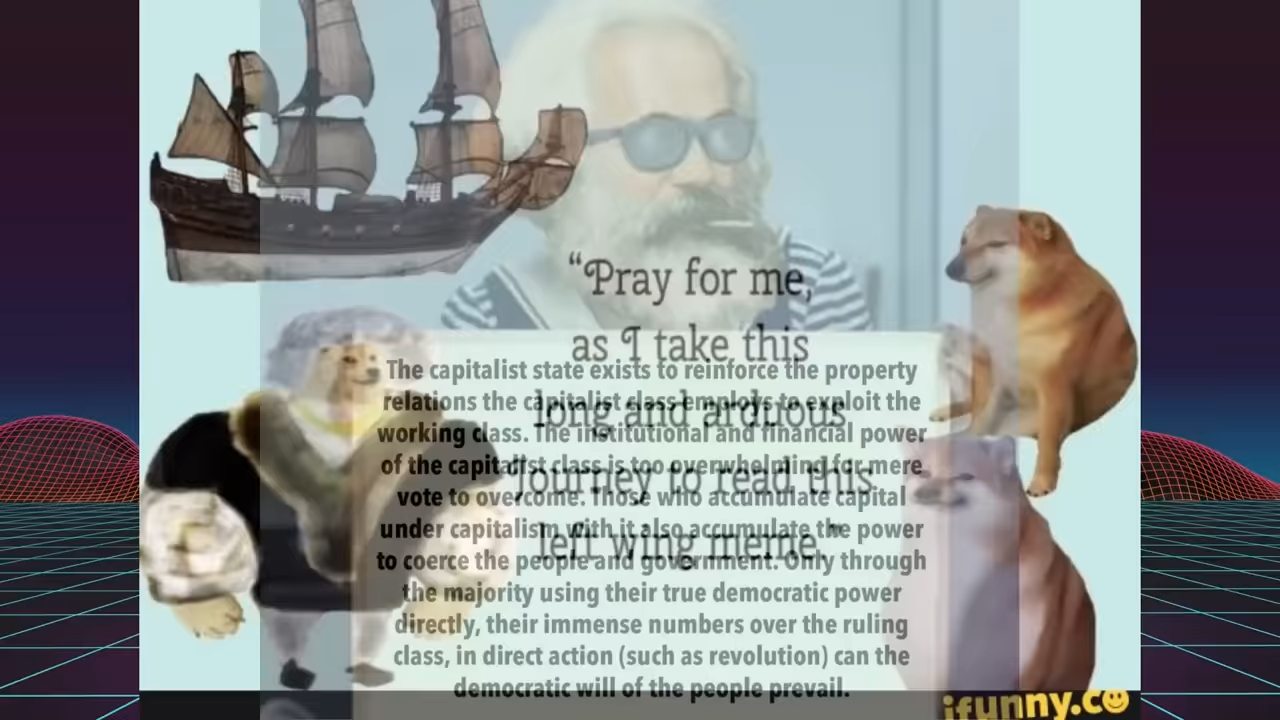 “Pray for me,
as I take this
long and arduous
journey to read this
left wing meme.”
The capitalist state exists to reinforce the property
relations the capitalist class employs to exploit the
working class. The institutional and financial power
of the capitalist class is too overwhelming for mere
vote to overcome. Those who accumulate capital
under capitalism with it also accumulate the power
to coerce the people and government. Only through
the majority using their true democratic power
directly, their immense numbers over the ruling
class, in direct action (such as revolution) can the
democratic will of the people prevail.
ifunny.co